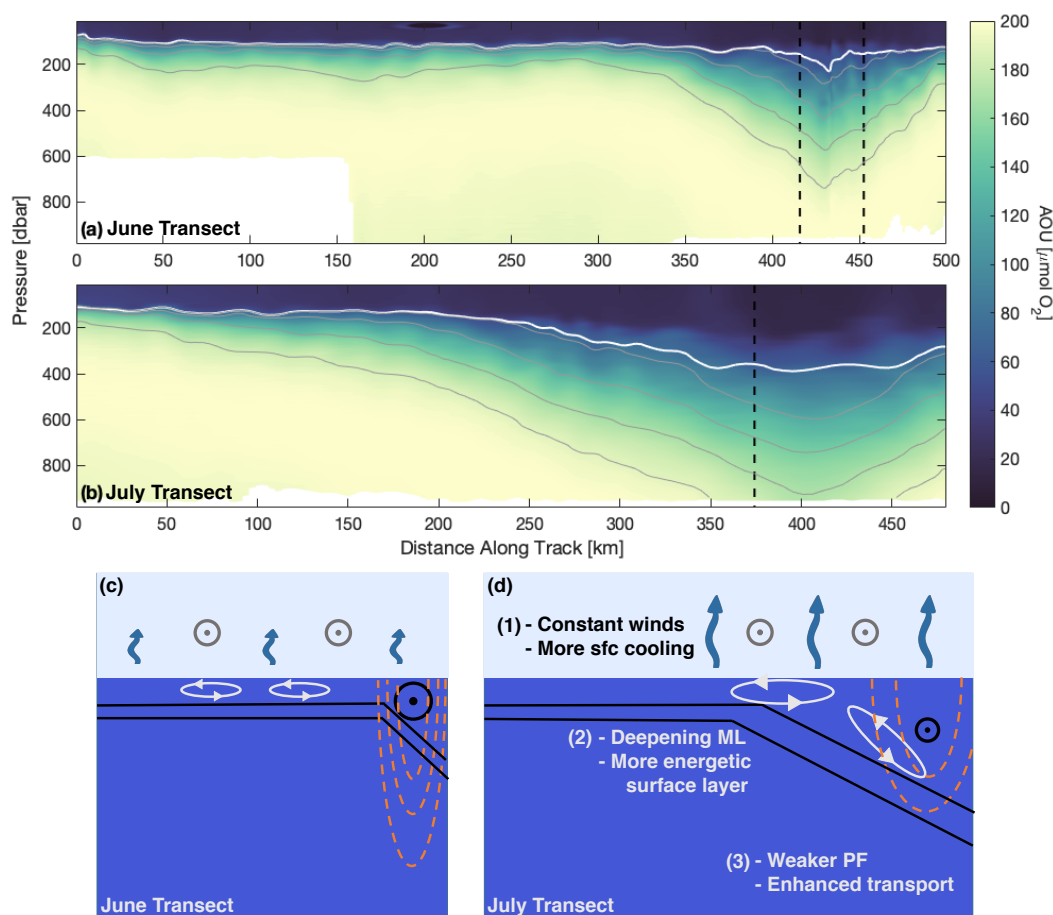 200
400
600
800
(a) June Transect
0 50 100 150 200 250 300 350 400 450 500
Pressure [dbar]
200
400
600
800
(b) July Transect
0 50 100 150 200 250 300 350 400 450
Distance Along Track [km]
200
180
160
140
120
100
80
60
40
20
0
AOU [μmol O₂]
(c)
June Transect
(d)
(1) - Constant winds
- More sfc cooling
(2) - Deepening ML
- More energetic
surface layer
(3) - Weaker PF
- Enhanced transport
July Transect